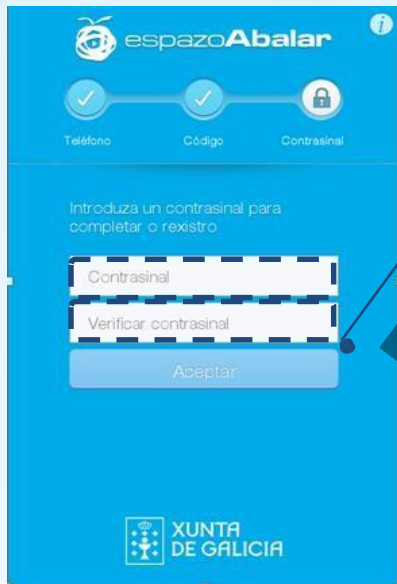 espazoAbalar
Teléfono Código Contrasinal
Introduza un contrasinal para
completar o rexistro
Contrasinal
Verificar contrasinal
Aceptar
XUNTA
DE GALICIA